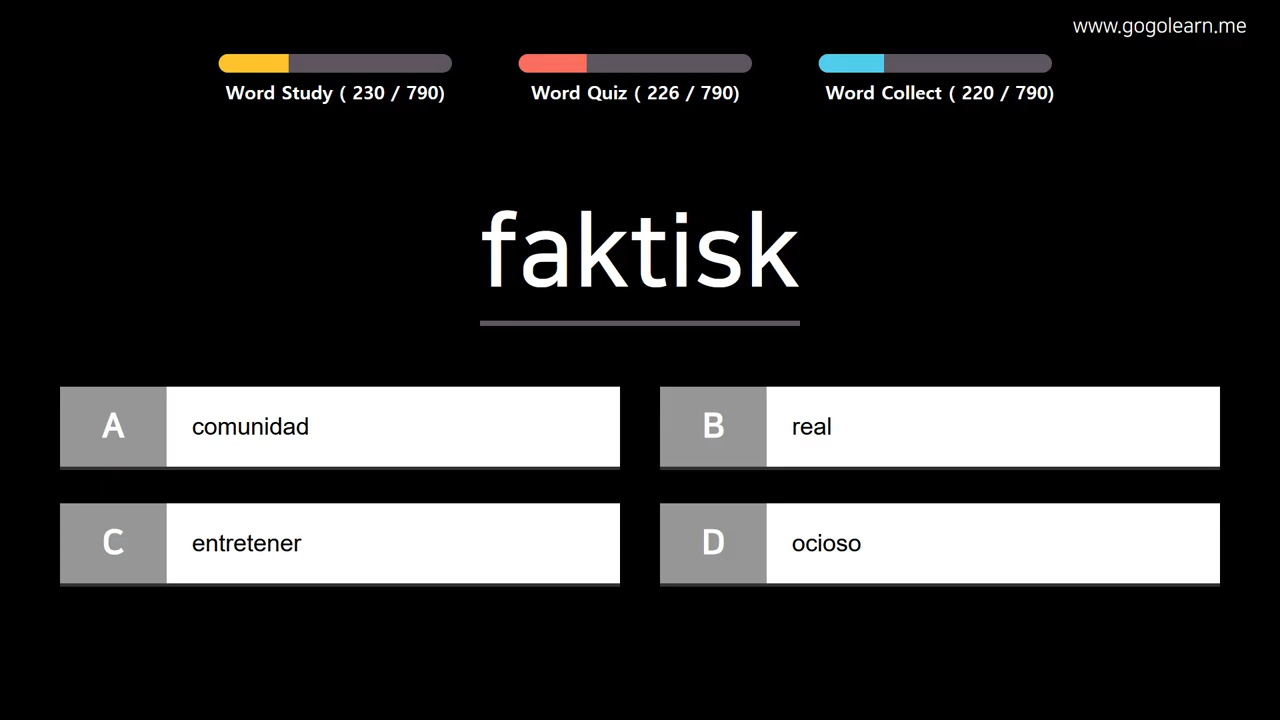 www.gogolearn.me
Word Study ( 230 / 790)
Word Quiz ( 226 / 790)
Word Collect ( 220 / 790)
faktisk
A
comunidad
B
real
C
entretener
D
ocioso